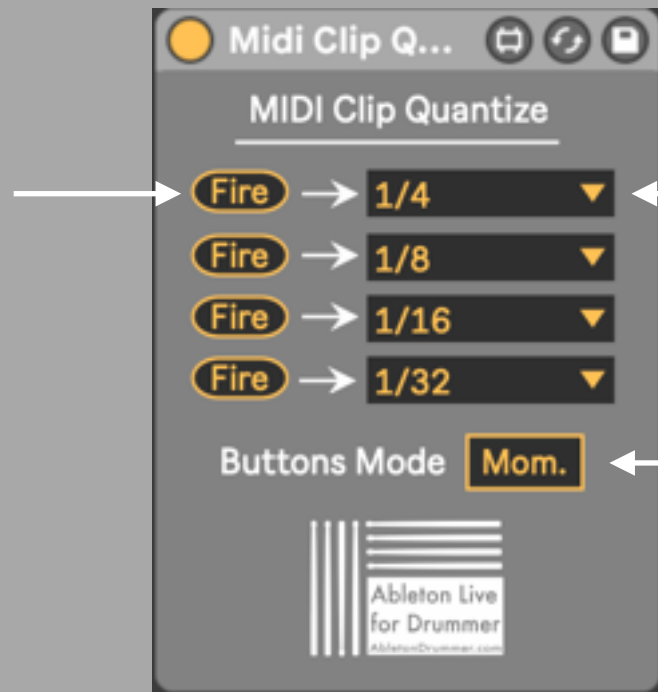 Midi Clip Q...
MIDI Clip Quantize
Fire 1/4
Fire 1/8
Fire 1/16
Fire 1/32
Buttons Mode Mom.
Ableton Live
for Drummer
AbletonDrummer.com